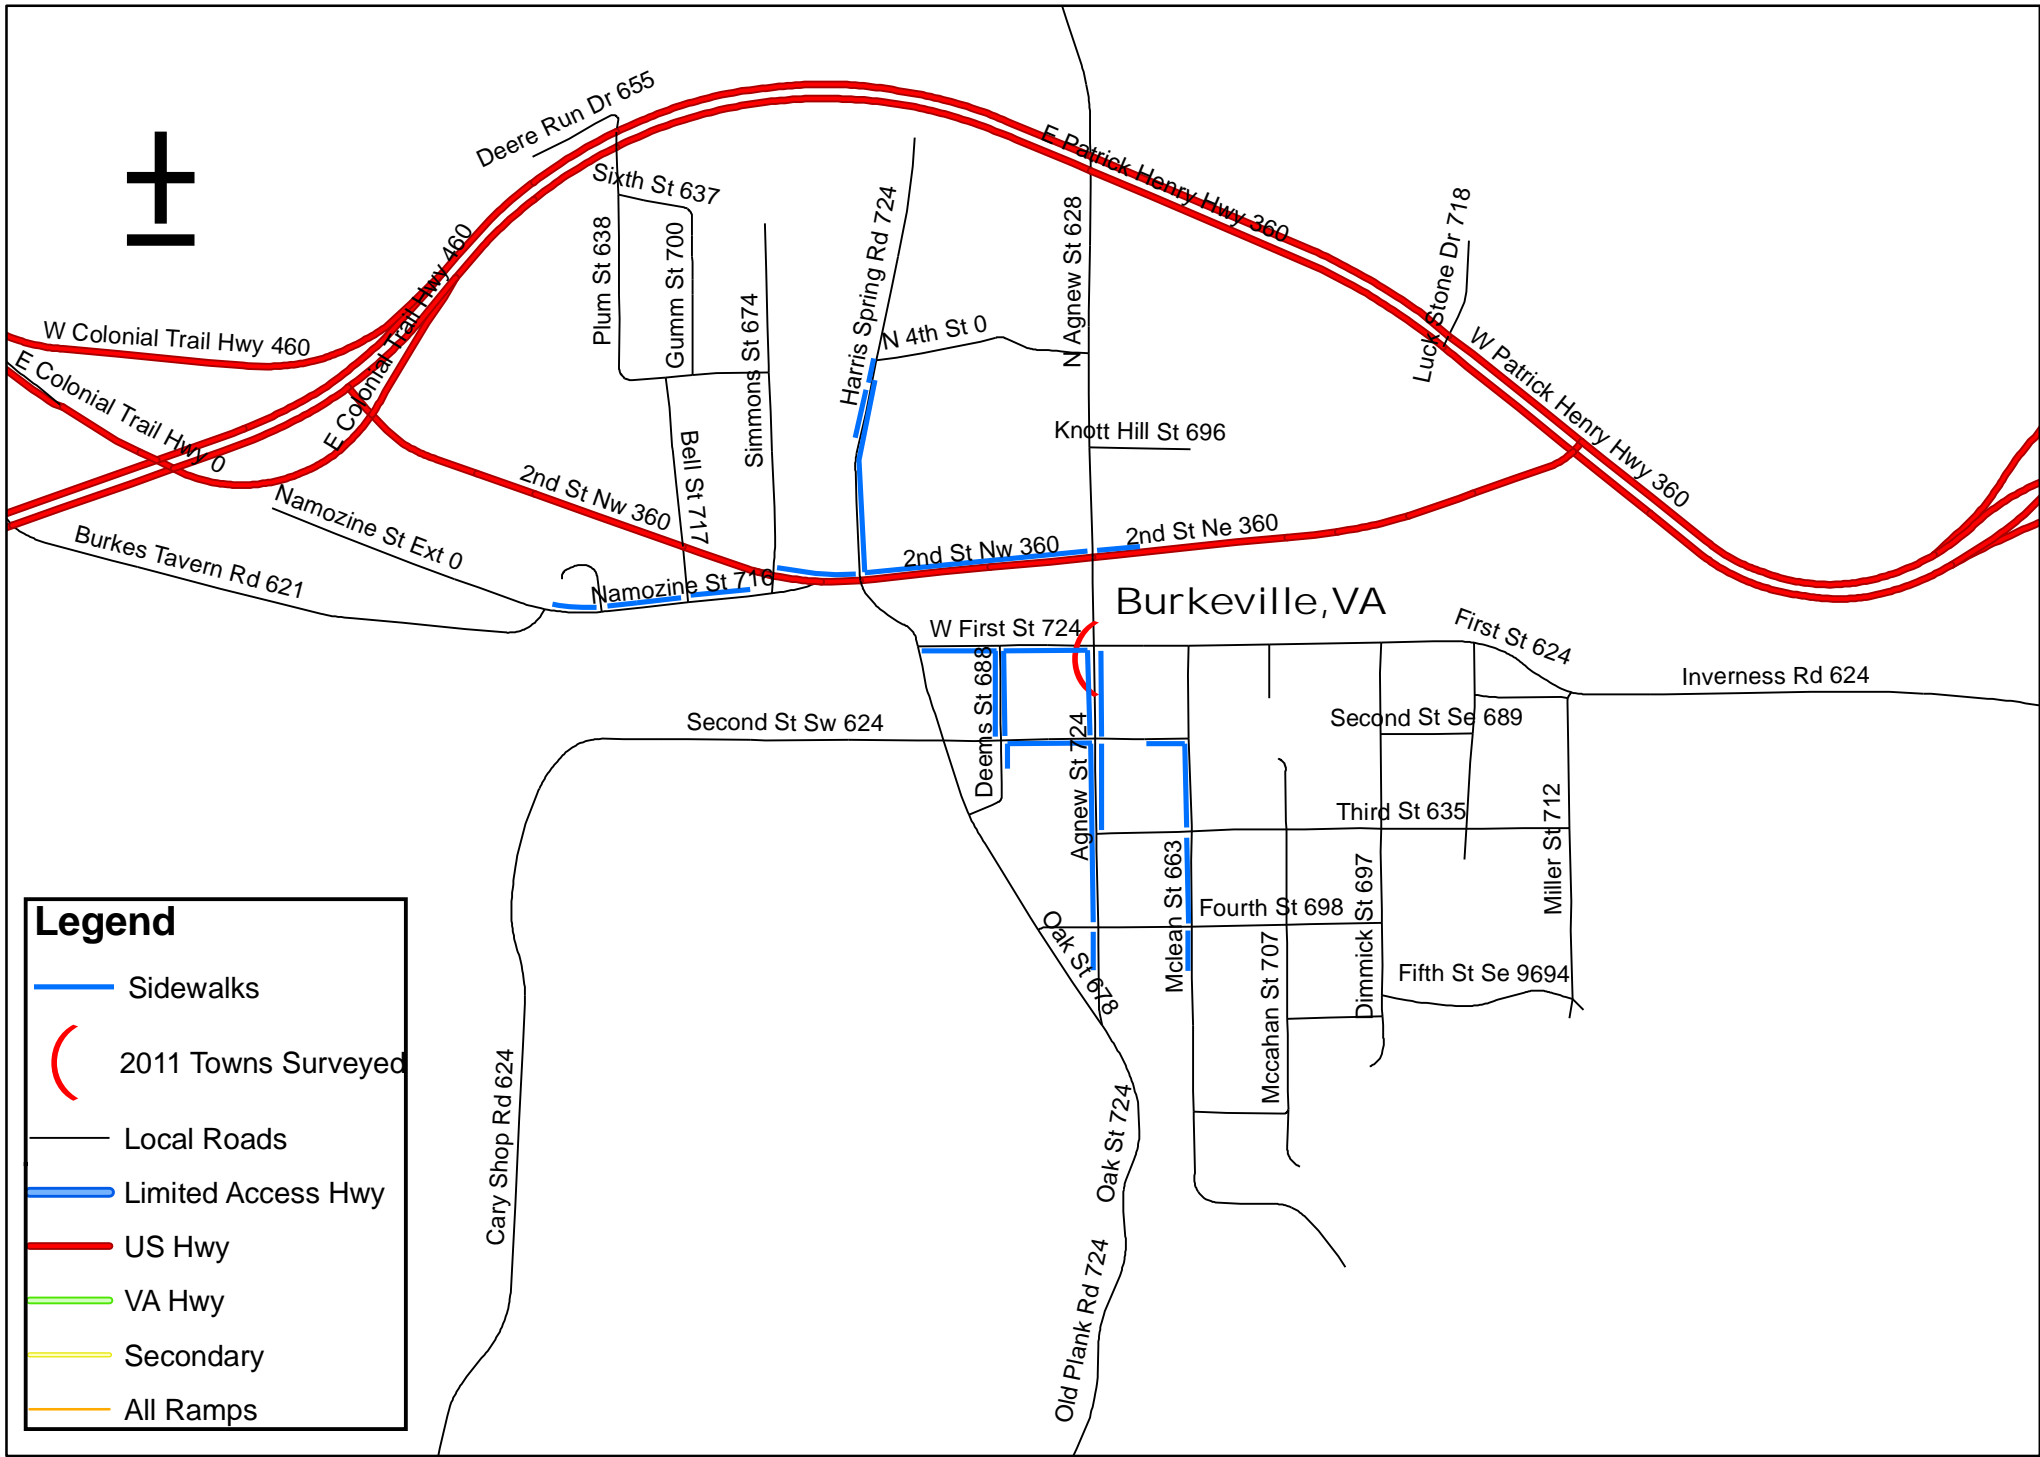 Deere Run Dr 655
Sixth St 637
Plum St 638
Gumm St 700
Simmons St 674
Harris Spring Rd 724
N 4th St 0
N Agnew St 628
E Patrick Henry Hwy 360
Luck Stone Dr 718
W Patrick Henry Hwy 360
W Colonial Trail Hwy 460
E Colonial Trail Hwy 460
E Colonial Trail Hwy 0
Knott Hill St 696
Bell St 717
2nd St Nw 360
2nd St Nw 360
2nd St Ne 360
Namozine St Ext 0
Burkes Tavern Rd 621
Namozine St 716
Burkeville,VA
W First St 724
First St 624
Inverness Rd 624
Deems St 688
Second St Sw 624
Agnew St 724
Second St Se 689
Third St 635
Miller St 712
Mclean St 663
Fourth St 698
Dimmick St 697
Oak St 678
Mccahan St 707
Fifth St Se 9694
Cary Shop Rd 624
Oak St 724
Old Plank Rd 724
Legend
Sidewalks
2011 Towns Surveyed
Local Roads
Limited Access Hwy
US Hwy
VA Hwy
Secondary
All Ramps